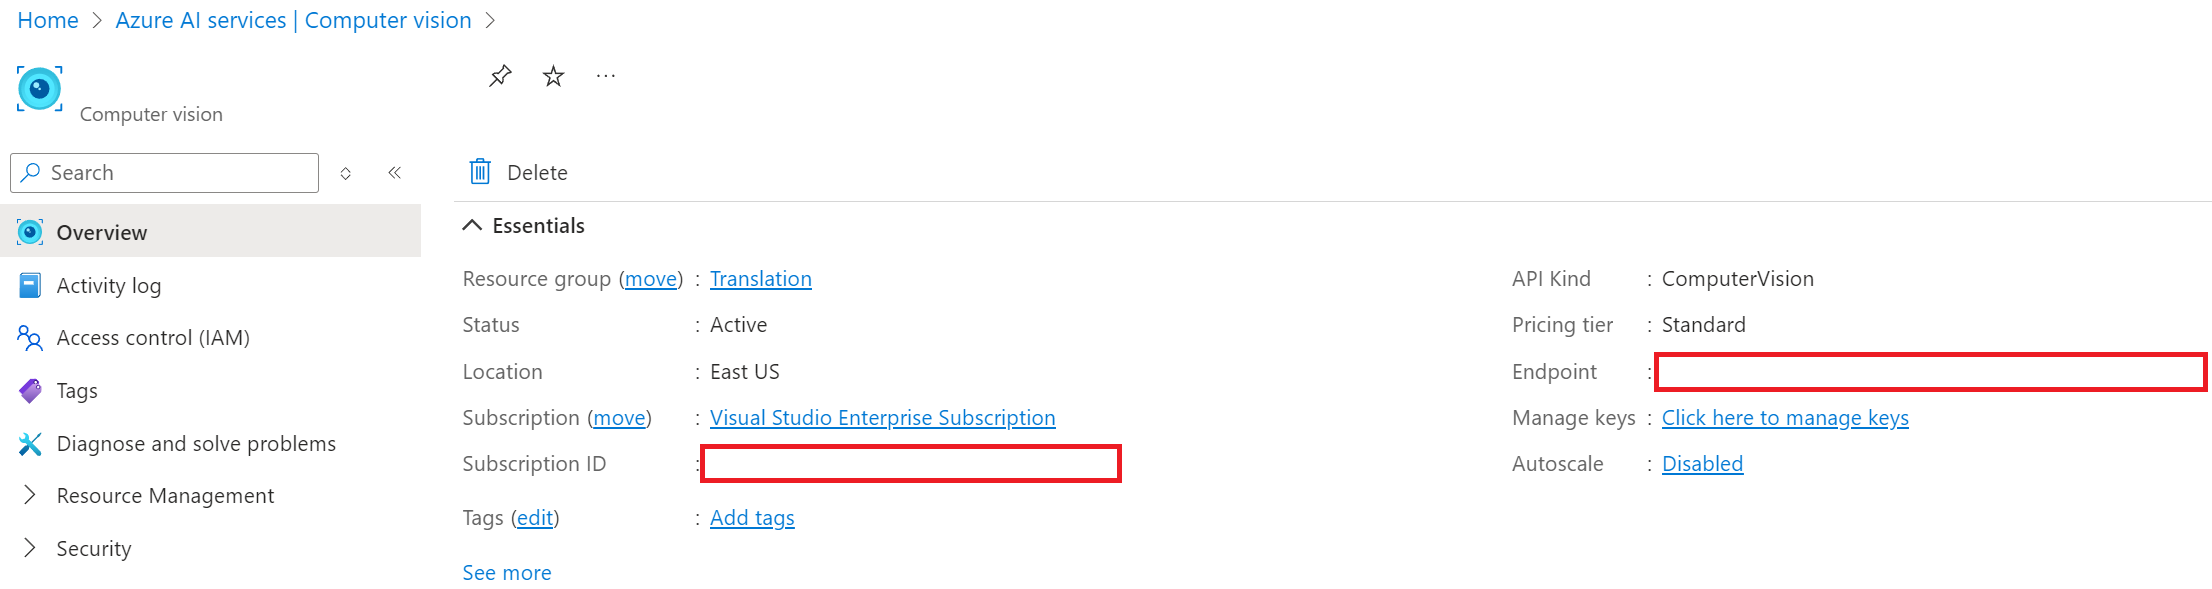 Home > Azure AI services | Computer vision >
Computer vision
Search
Overview
Activity log
Access control (IAM)
Tags
Diagnose and solve problems
Resource Management
Security
Delete
Essentials
Resource group (move) : Translation
Status : Active
Location : East US
Subscription (move) : Visual Studio Enterprise Subscription
Subscription ID :
Tags (edit) : Add tags
See more
API Kind : ComputerVision
Pricing tier : Standard
Endpoint :
Manage keys : Click here to manage keys
Autoscale : Disabled